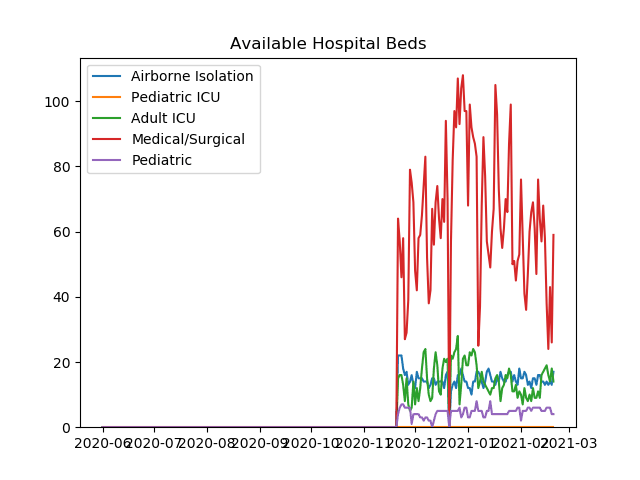 Available Hospital Beds
Airborne Isolation
Pediatric ICU
Adult ICU
Medical/Surgical
Pediatric
100
80
60
40
20
0
2020-06 2020-07 2020-08 2020-09 2020-10 2020-11 2020-12 2021-01 2021-02 2021-03